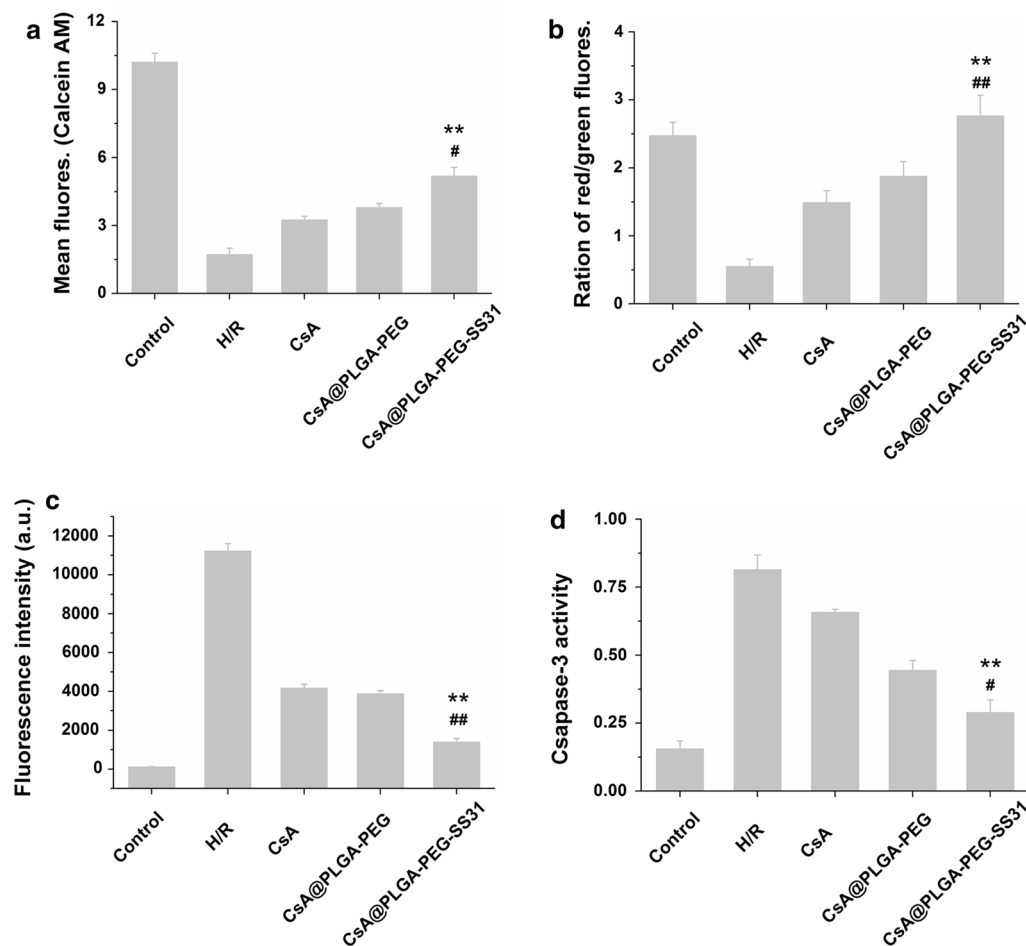 a
Mean fluores. (Calcein AM)
12
9
6
3
0
**
#
Control
H/R
CsA
CsA@PLGA-PEG
CsA@PLGA-PEG-SS31
b
Ration of red/green fluores.
4
3
2
1
0
**
##
Control
H/R
CsA
CsA@PLGA-PEG
CsA@PLGA-PEG-SS31
c
Fluorescence intensity (a.u.)
12000
10000
8000
6000
4000
2000
0
**
##
Control
H/R
CsA
CsA@PLGA-PEG
CsA@PLGA-PEG-SS31
d
Csapase-3 activity
1.00
0.75
0.50
0.25
0.00
**
#
Control
H/R
CsA
CsA@PLGA-PEG
CsA@PLGA-PEG-SS31